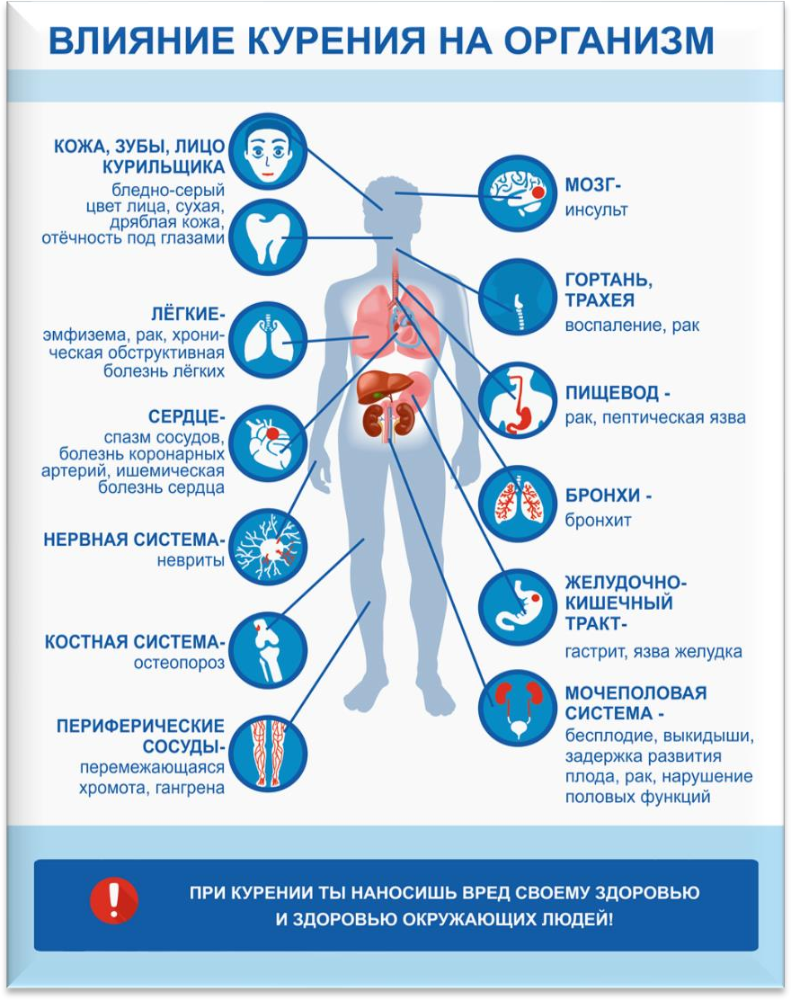 ВЛИЯНИЕ КУРЕНИЯ НА ОРГАНИЗМ
КОЖА, ЗУБЫ, ЛИЦО
КУРИЛЬЩИКА
бледно-серый
цвет лица, сухая,
дряблая кожа,
отёчность под глазами
ЛЁГКИЕ-
эмфизема, рак, хрони-
ческая обструктивная
болезнь лёгких
СЕРДЦЕ-
спазм сосудов,
болезнь коронарных
артерий, ишемическая
болезнь сердца
НЕРВНАЯ СИСТЕМА-
невриты
КОСТНАЯ СИСТЕМА-
остеопороз
ПЕРИФЕРИЧЕСКИЕ
СОСУДЫ-
перемежающаяся
хромота, гангрена
МОЗГ-
инсульт
ГОРТАНЬ,
ТРАХЕЯ
воспаление, рак
ПИЩЕВОД -
рак, пептическая язва
БРОНХИ -
бронхит
ЖЕЛУДОЧНО-
КИШЕЧНЫЙ
ТРАКТ-
гастрит, язва желудка
МОЧЕПОЛОВАЯ
СИСТЕМА -
бесплодие, выкидыши,
задержка развития
плода, рак, нарушение
половых функций
ПРИ КУРЕНИИ ТЫ НАНОСИШЬ ВРЕД СВОЕМУ ЗДОРОВЬЮ
И ЗДОРОВЬЮ ОКРУЖАЮЩИХ ЛЮДЕЙ!